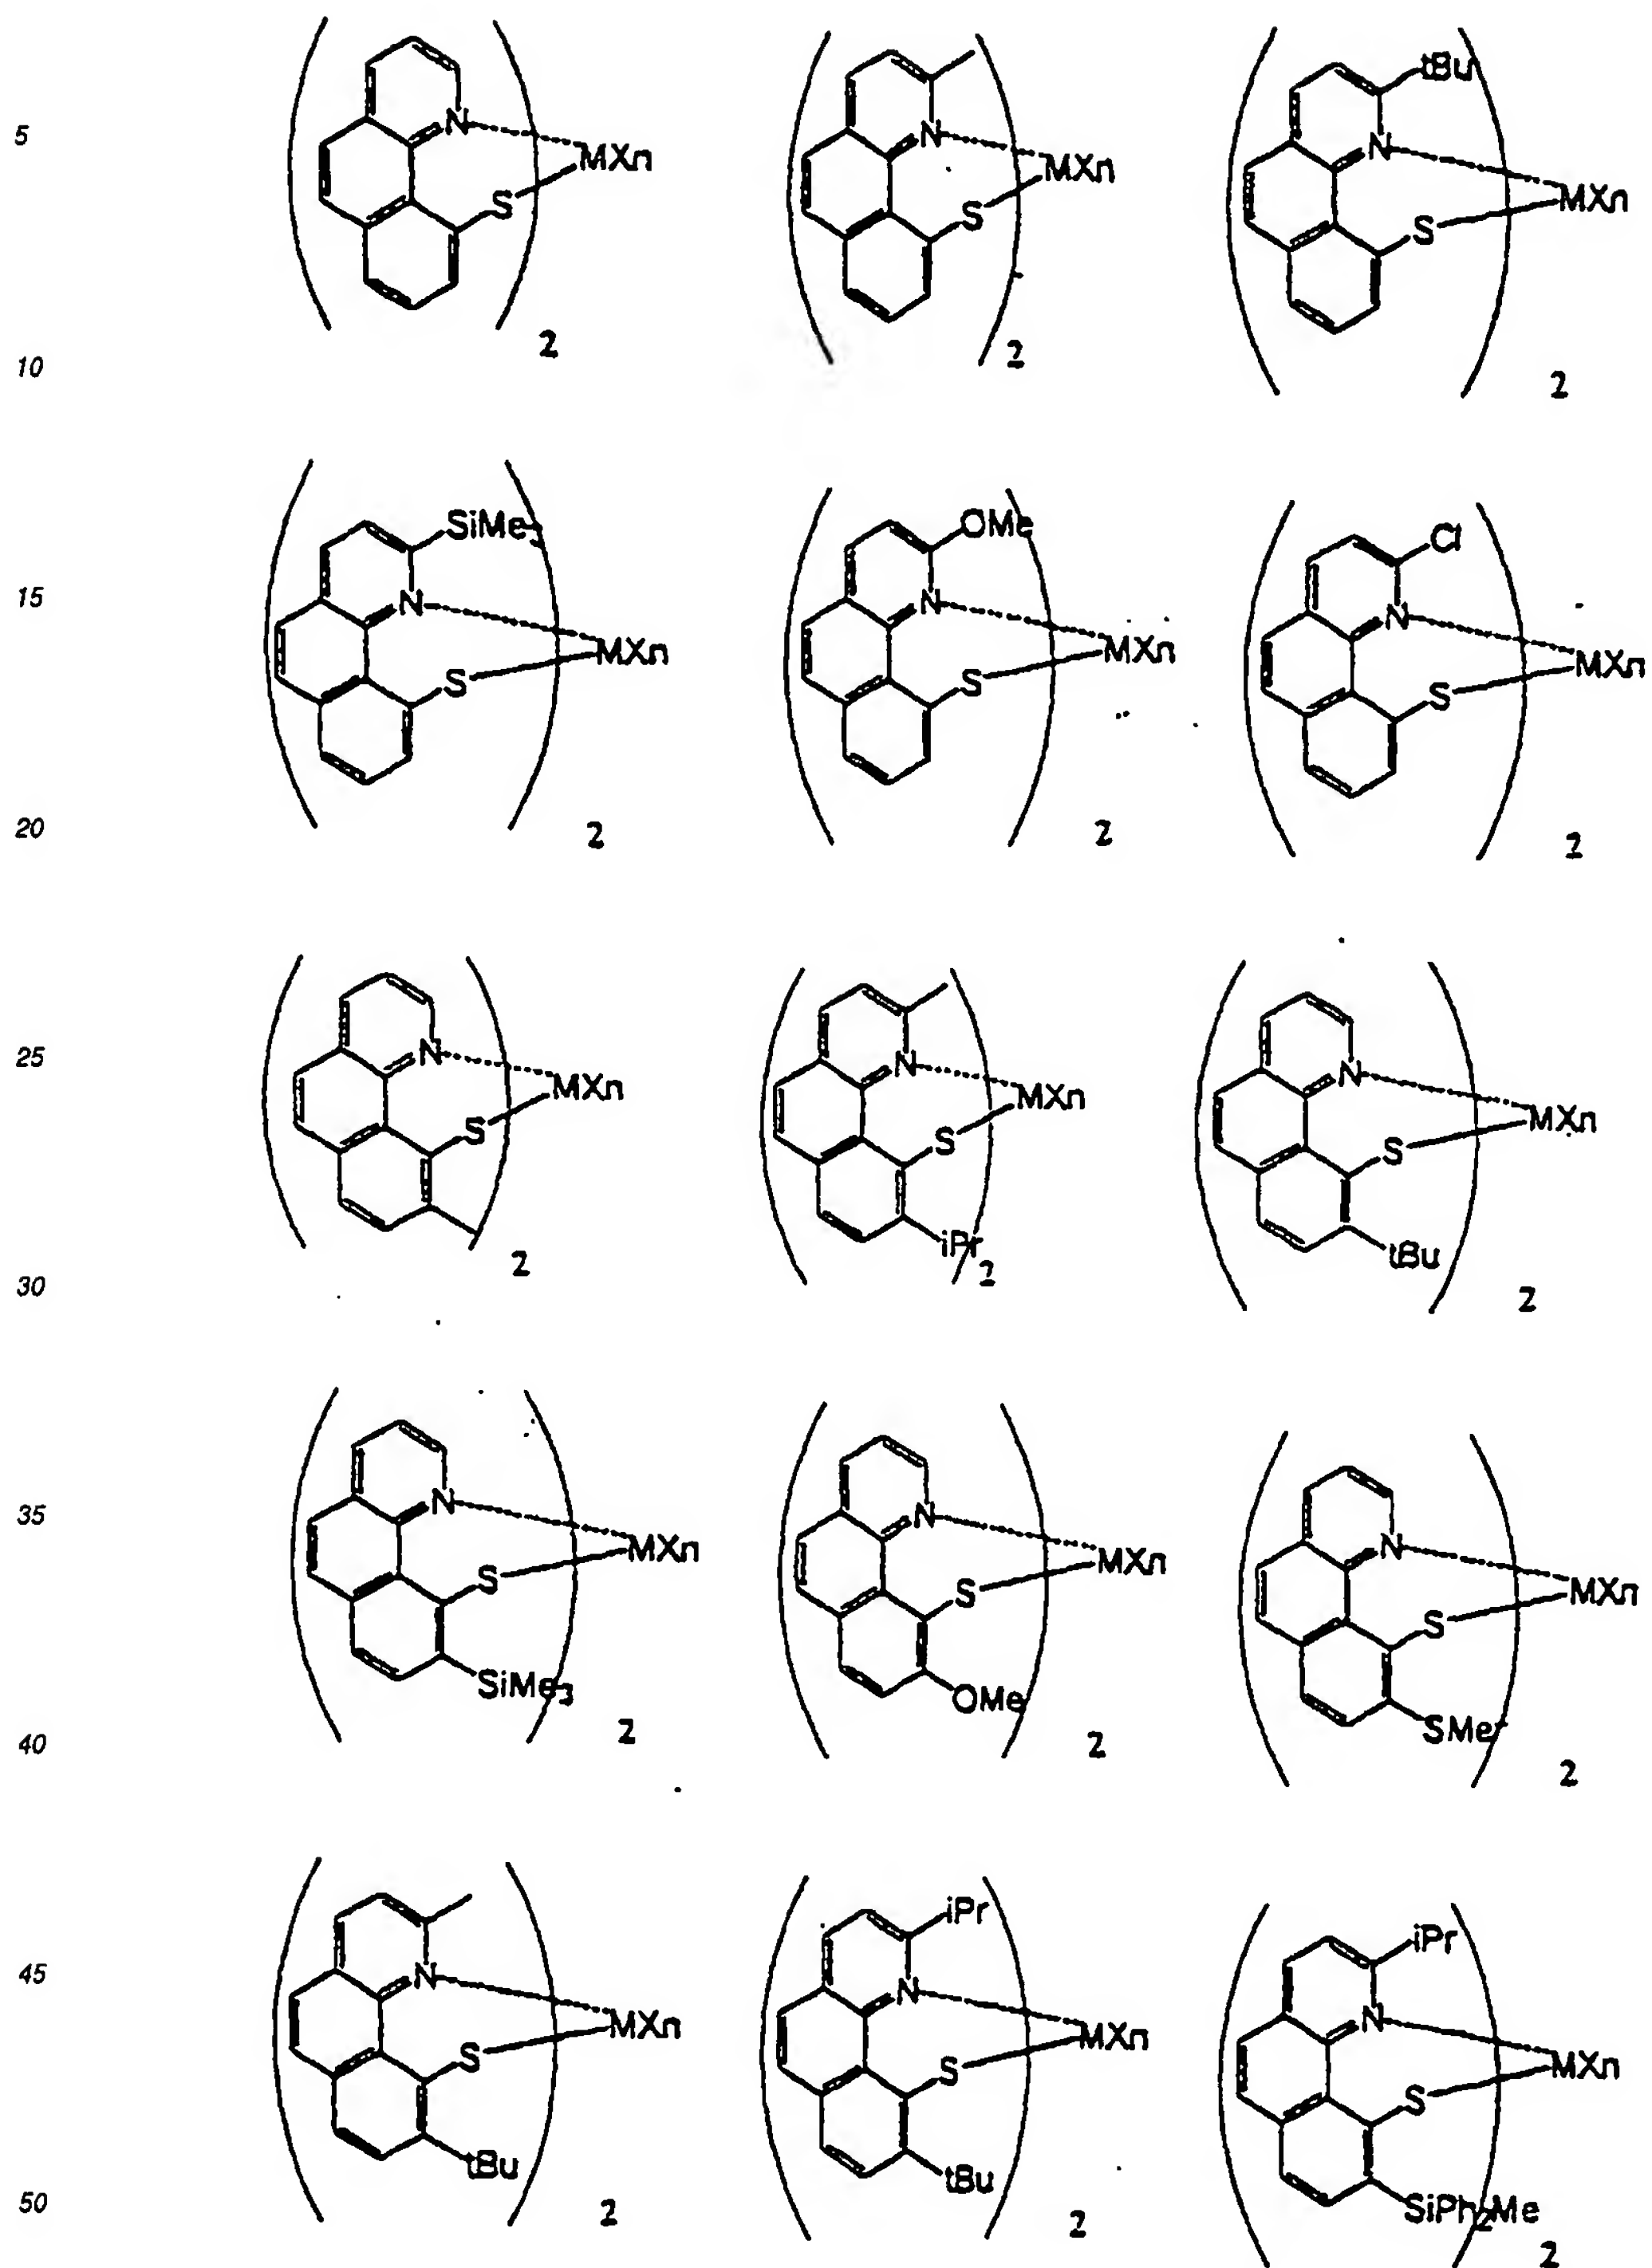 5
N MXn N MXn tBu N MXn
S S S
10
2 2 2
SiMe3 OMe Cl
15
N MXn N MXn N MXn
S S S
20
2 2 2
25
N MXn N MXn N MXn
S S S
iPr tBu
30
2 2 2
35
N MXn N MXn N MXn
S S S
SiMe3 OMe SMe
40
2 2 2
iPr iPr
45
N MXn N MXn N MXn
S S S
tBu tBu SiPh2Me
50
2 2 2